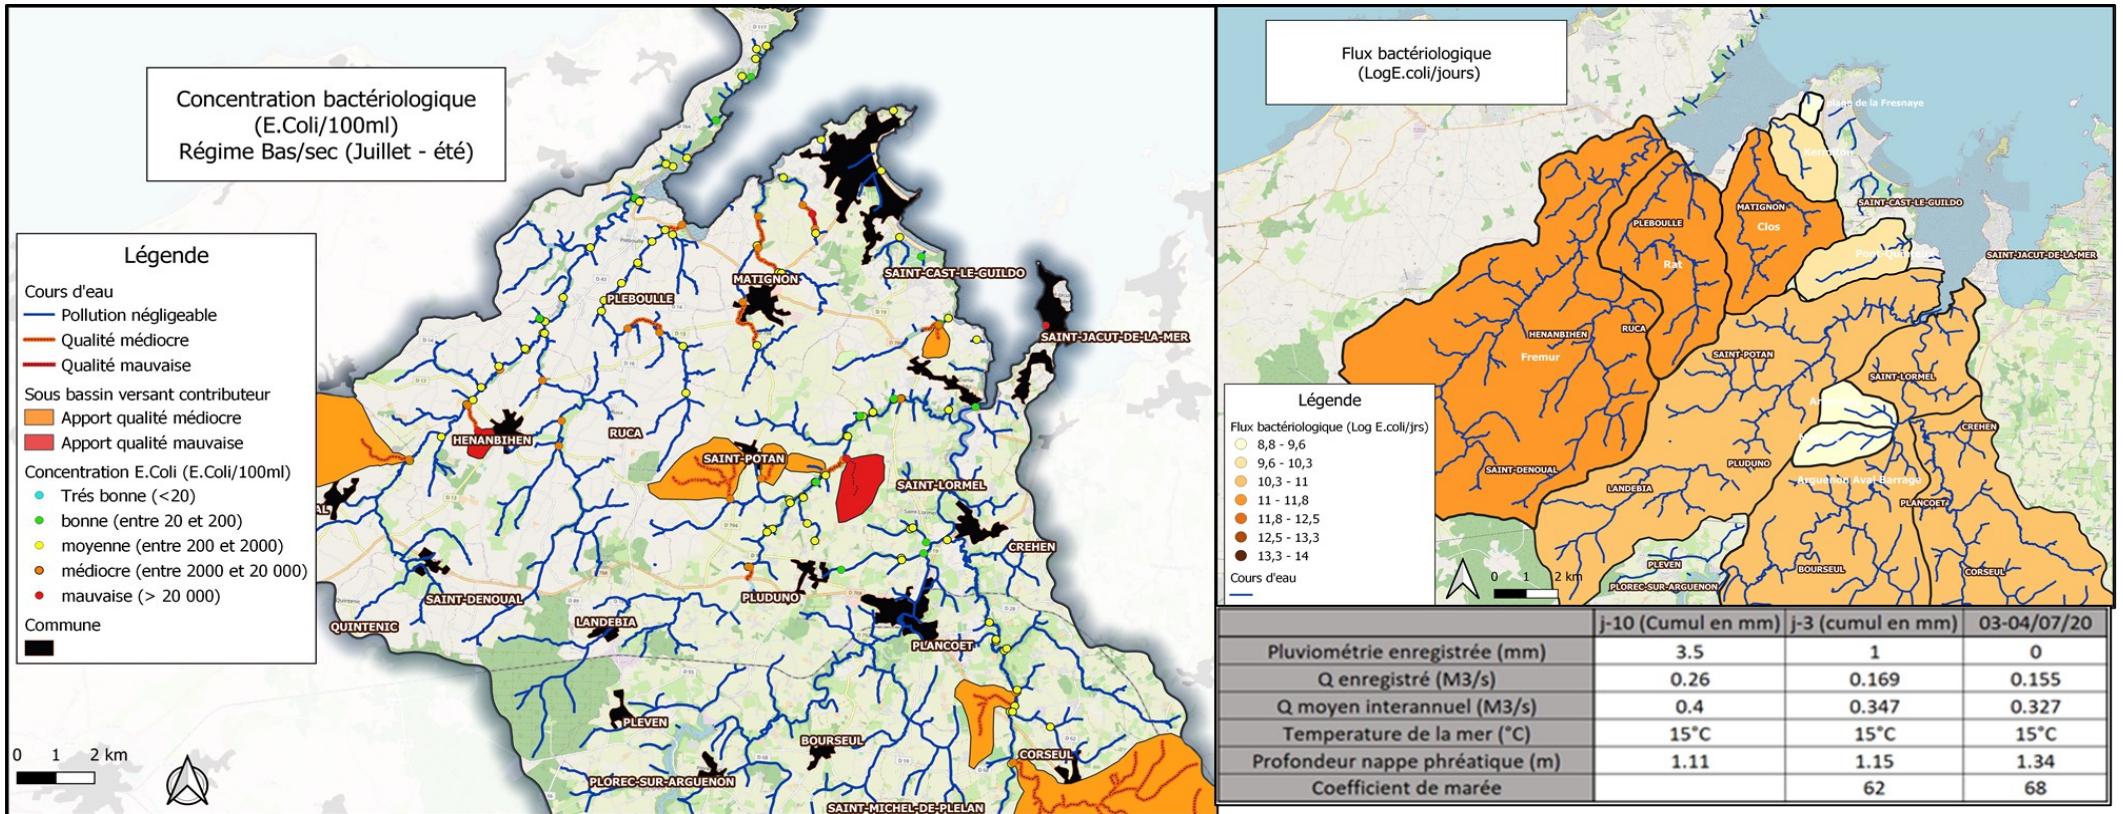 Concentration bactériologique
(E.Coli/100ml)
Régime Bas/sec (Juillet - été)
Légende
Cours d'eau
Pollution négligeable
Qualité médiocre
Qualité mauvaise
Sous bassin versant contributeur
Apport qualité médiocre
Apport qualité mauvaise
Concentration E.Coli (E.Coli/100ml)
Trés bonne (<20)
bonne (entre 20 et 200)
moyenne (entre 200 et 2000)
médiocre (entre 2000 et 20 000)
mauvaise (> 20 000)
Commune
0 1 2 km
MATIGNON
SAINT-CAST-LE-GUILDO
PLEBOULLE
SAINT-JACUT-DE-LA-MER
HENANBIHEN
RUCA
SAINT-POTAN
SAINT-LORMEL
CREHEN
SAINT-DENOUAL
PLUDUNO
QUINTENIC
LANDEBIA
PLANCOET
PLEVEN
BOURSEUL
CORSEUL
PLOREC-SUR-ARGUENON
SAINT-MICHEL-DE-PLELAN
Flux bactériologique
(LogE.coli/jours)
de la Fresnaye
SAINT-CAST-LE-GUILDO
MATIGNON
PLEBOULLE
Clos
Rat
SAINT-JACUT-DE-LA-MER
HENANBIHEN
RUCA
Fremur
SAINT-POTAN
SAINT-LORMEL
CREHEN
SAINT-DENOUAL
PLUDUNO
Arguenon Aval Barrage
LANDEBIA
PLANCOET
PLEVEN
BOURSEUL
CORSEUL
PLOREC-SUR-ARGUENON
Légende
Flux bactériologique (Log E.coli/jrs)
8,8 - 9,6
9,6 - 10,3
10,3 - 11
11 - 11,8
11,8 - 12,5
12,5 - 13,3
13,3 - 14
Cours d'eau
0 1 2 km
j-10 (Cumul en mm) j-3 (cumul en mm) 03-04/07/20
Pluviométrie enregistrée (mm) 3.5 1 0
Q enregistré (M3/s) 0.26 0.169 0.155
Q moyen interannuel (M3/s) 0.4 0.347 0.327
Temperature de la mer (°C) 15°C 15°C 15°C
Profondeur nappe phréatique (m) 1.11 1.15 1.34
Coefficient de marée 62 68